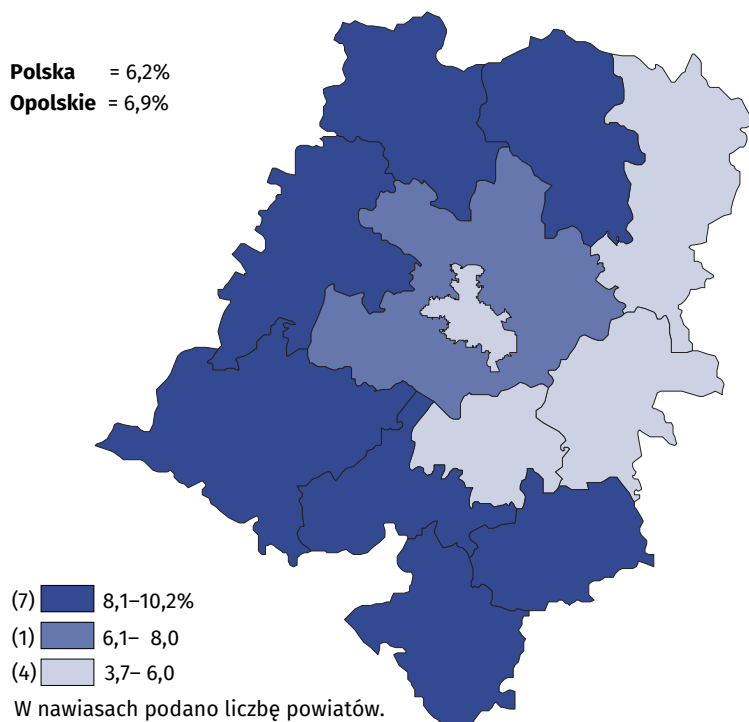 Polska = 6,2%
Opolskie = 6,9%
(7) 8,1–10,2%
(1) 6,1– 8,0
(4) 3,7– 6,0
W nawiasach podano liczbę powiatów.